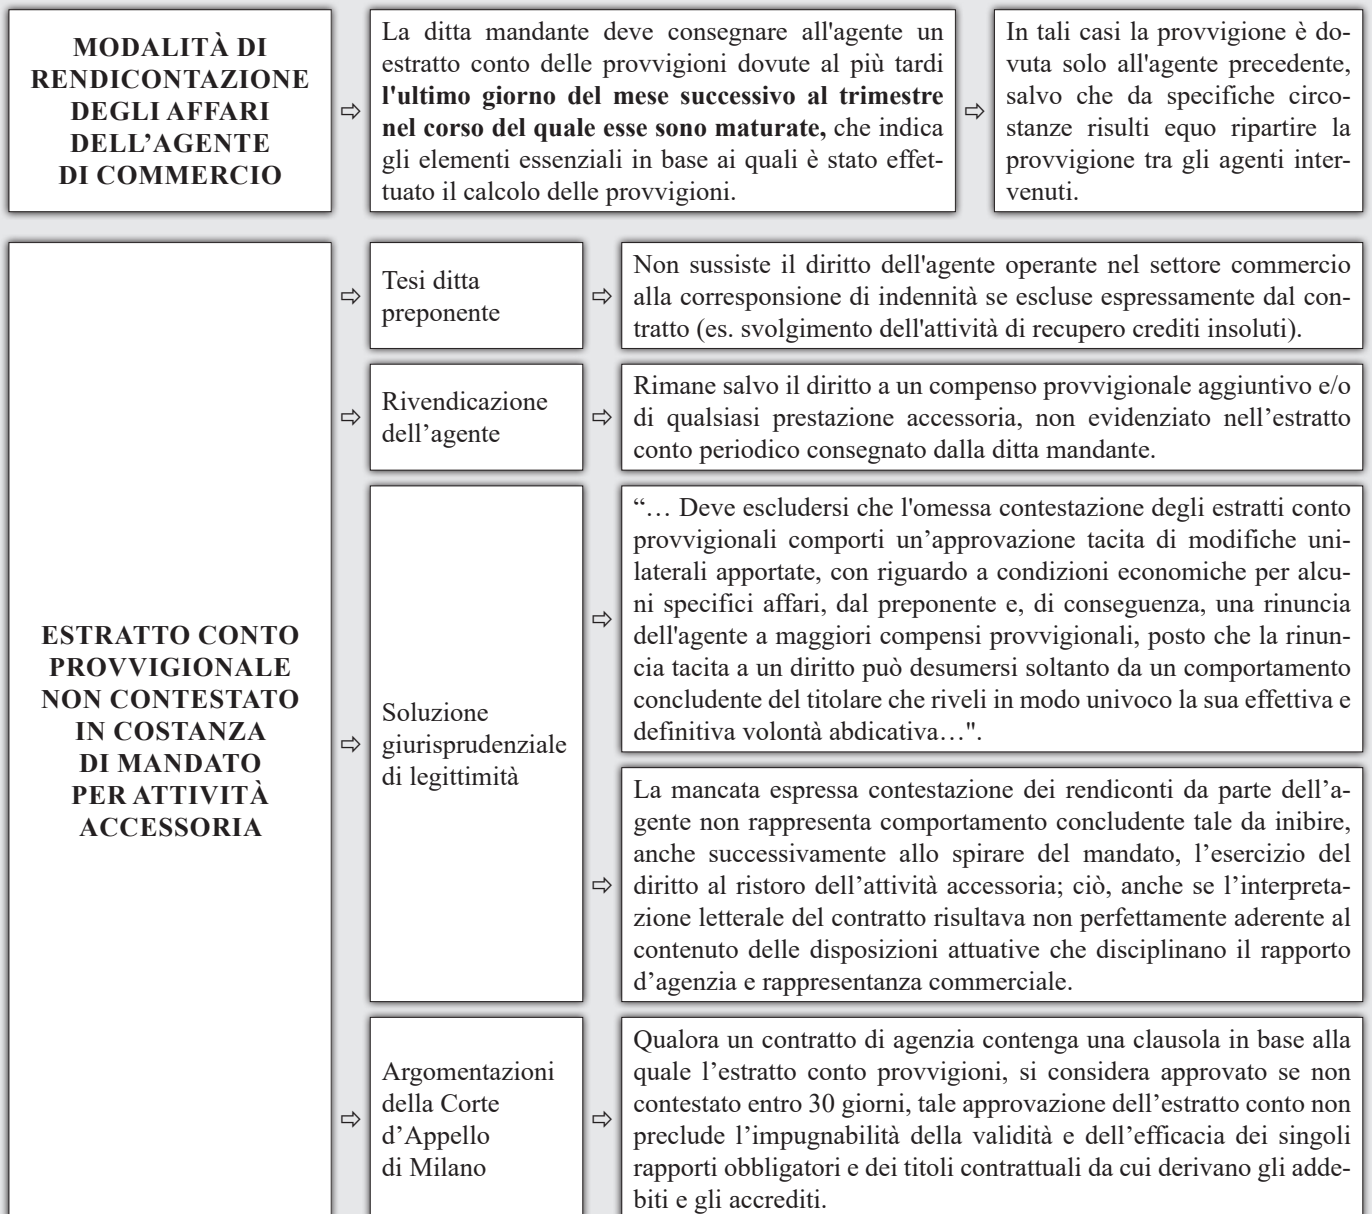 MODALITÀ DI
RENDICONTAZIONE
DEGLI AFFARI
DELL’AGENTE
DI COMMERCIO
⇨
La ditta mandante deve consegnare all'agente un
estratto conto delle provvigioni dovute al più tardi
l'ultimo giorno del mese successivo al trimestre
nel corso del quale esse sono maturate, che indica
gli elementi essenziali in base ai quali è stato effet-
tuato il calcolo delle provvigioni.
⇨
In tali casi la provvigione è do-
vuta solo all'agente precedente,
salvo che da specifiche circo-
stanze risulti equo ripartire la
provvigione tra gli agenti inter-
venuti.
ESTRATTO CONTO
PROVVIGIONALE
NON CONTESTATO
IN COSTANZA
DI MANDATO
PER ATTIVITÀ
ACCESSORIA
⇨
Tesi ditta
preponente
⇨
Non sussiste il diritto dell'agente operante nel settore commercio
alla corresponsione di indennità se escluse espressamente dal con-
tratto (es. svolgimento dell'attività di recupero crediti insoluti).
⇨
Rivendicazione
dell’agente
⇨
Rimane salvo il diritto a un compenso provvigionale aggiuntivo e/o
di qualsiasi prestazione accessoria, non evidenziato nell’estratto
conto periodico consegnato dalla ditta mandante.
⇨
Soluzione
giurisprudenziale
di legittimità
⇨
“… Deve escludersi che l'omessa contestazione degli estratti conto
provvigionali comporti un’approvazione tacita di modifiche uni-
laterali apportate, con riguardo a condizioni economiche per alcu-
ni specifici affari, dal preponente e, di conseguenza, una rinuncia
dell'agente a maggiori compensi provvigionali, posto che la rinun-
cia tacita a un diritto può desumersi soltanto da un comportamento
concludente del titolare che riveli in modo univoco la sua effettiva e
definitiva volontà abdicativa…".
⇨
La mancata espressa contestazione dei rendiconti da parte dell’a-
gente non rappresenta comportamento concludente tale da inibire,
anche successivamente allo spirare del mandato, l’esercizio del
diritto al ristoro dell’attività accessoria; ciò, anche se l’interpreta-
zione letterale del contratto risultava non perfettamente aderente al
contenuto delle disposizioni attuative che disciplinano il rapporto
d’agenzia e rappresentanza commerciale.
⇨
Argomentazioni
della Corte
d’Appello
di Milano
⇨
Qualora un contratto di agenzia contenga una clausola in base alla
quale l’estratto conto provvigioni, si considera approvato se non
contestato entro 30 giorni, tale approvazione dell’estratto conto non
preclude l’impugnabilità della validità e dell’efficacia dei singoli
rapporti obbligatori e dei titoli contrattuali da cui derivano gli adde-
biti e gli accrediti.